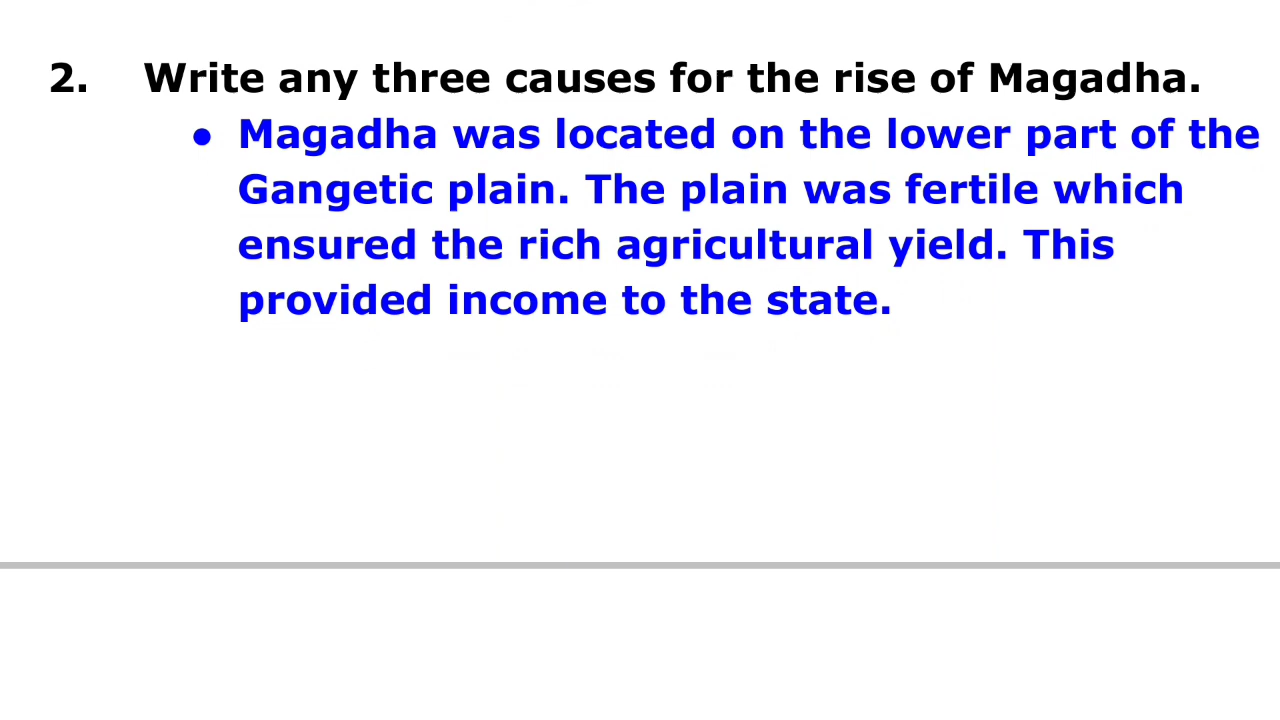 2. Write any three causes for the rise of Magadha.
● Magadha was located on the lower part of the
Gangetic plain. The plain was fertile which
ensured the rich agricultural yield. This
provided income to the state.